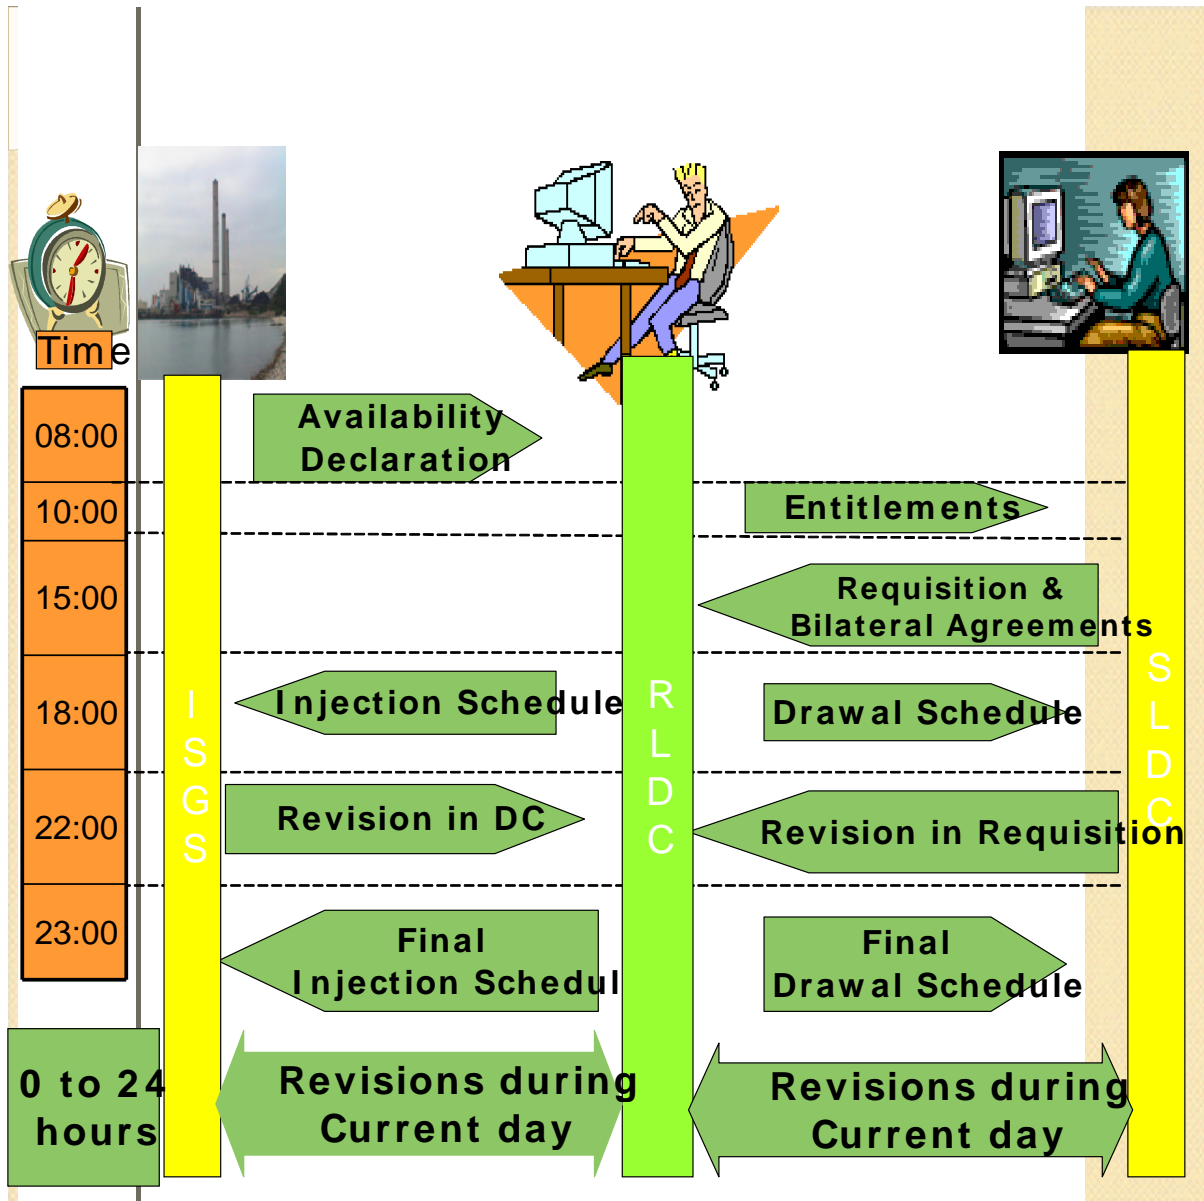 Time
08:00
Availability
Declaration
10:00
Entitlements
15:00
Requisition &
Bilateral Agreements
18:00
Injection Schedule
Drawal Schedule
22:00
Revision in DC
Revision in Requisition
23:00
Final
Injection Schedul
Final
Drawal Schedule
I
S
G
S
R
L
D
C
S
L
D
C
0 to 24
hours
Revisions during
Current day
Revisions during
Current day